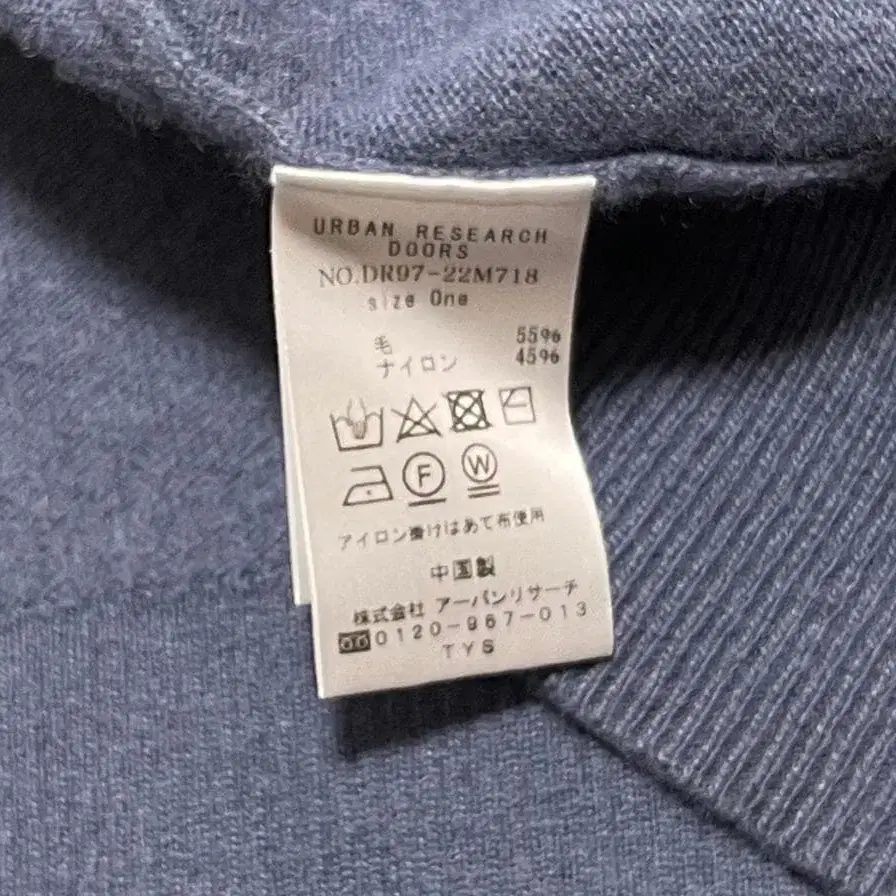 URBAN RESEARCH
DOORS
NO.DR97-22M718
size One
毛 55%
ナイロン 45%
F W
アイロン掛けはあて布使用
中国製
株式会社 アーバンリサーチ
0120-967-013
TYS